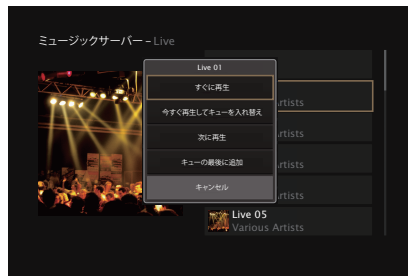 ミュージックサーバー – Live
Live 01
すぐに再生
今すぐ再生してキューを入れ替え
次に再生
キューの最後に追加
キャンセル
Artists
Artists
Artists
Artists
Live 05
Various Artists